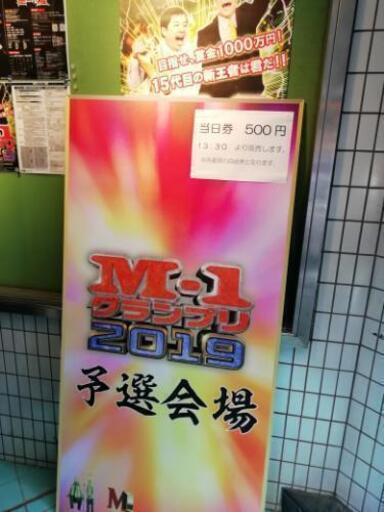 目指せ、賞金1000万円!
15代目の新王者は君だ!!
当日券 500円
13:30 より販売します。
M-1
グランプリ
2019
予選会場
M